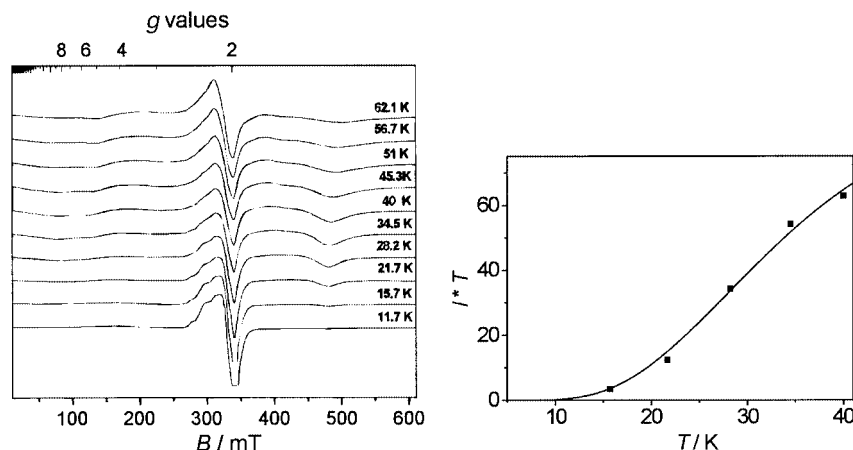 g values
8 6 4 2
62.1 K
56.7 K
51 K
45.3K
40 K
34.5 K
28.2 K
21.7 K
15.7 K
11.7 K
100 200 300 400 500 600
B / mT
I * T
60
40
20
0
10 20 30 40
T / K